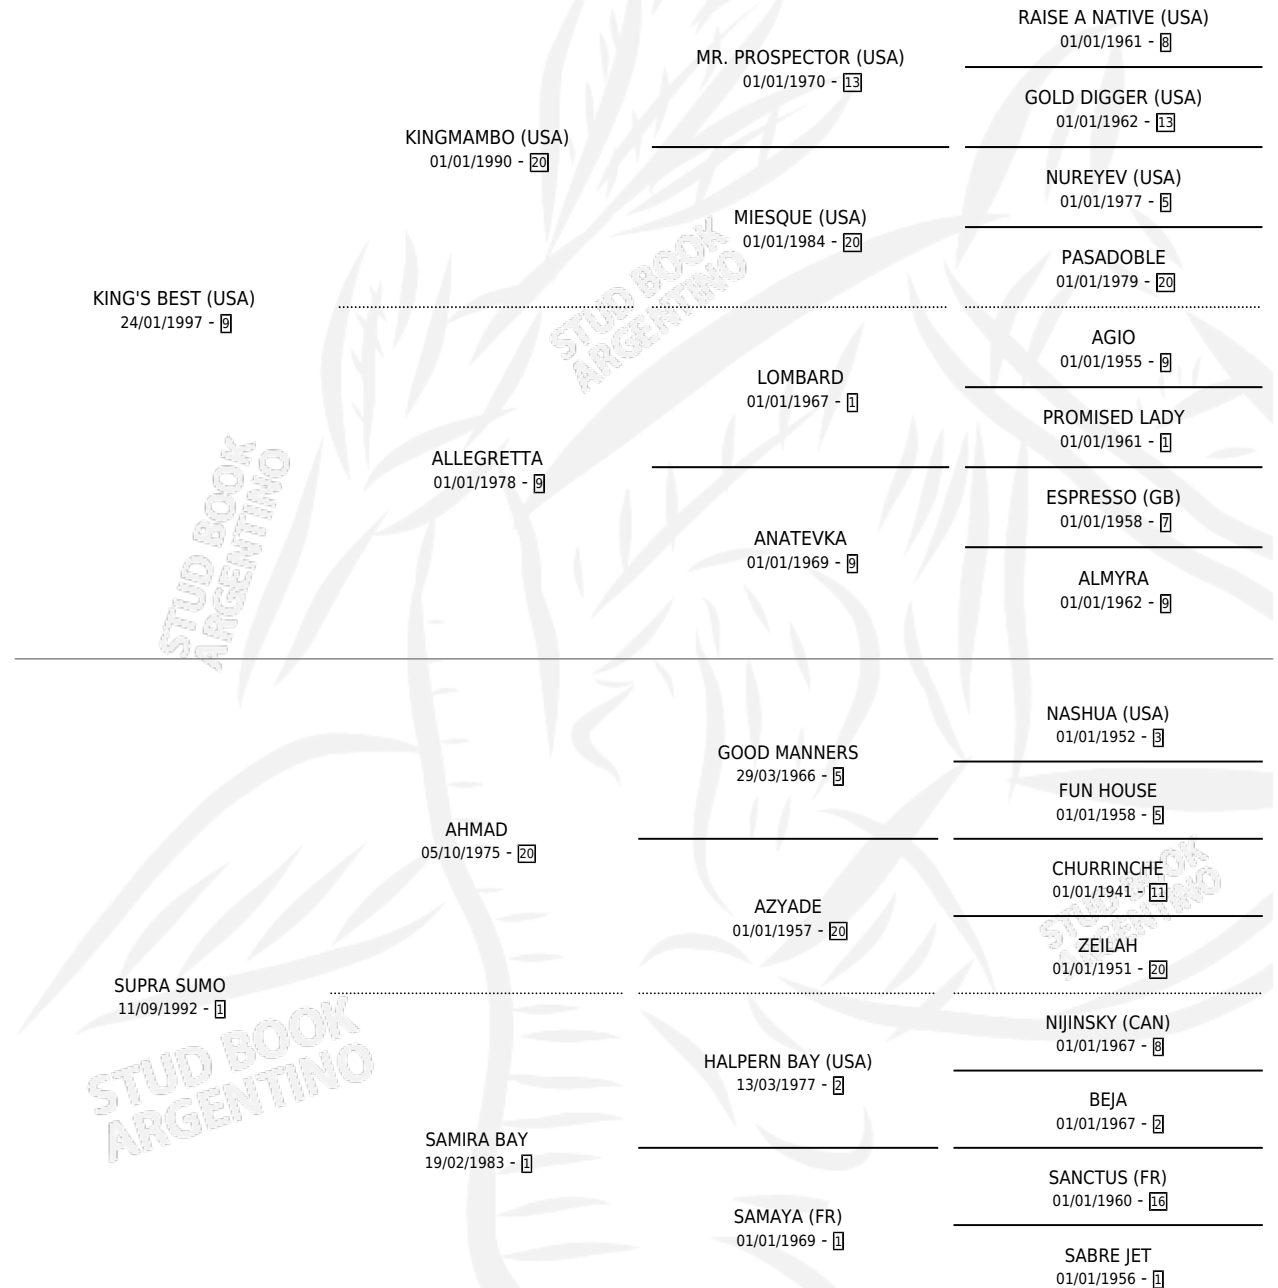 RAISE A NATIVE (USA)
01/01/1961 - 8
MR. PROSPECTOR (USA)
01/01/1970 - 13
GOLD DIGGER (USA)
01/01/1962 - 13
KINGMAMBO (USA)
01/01/1990 - 20
NUREYEV (USA)
01/01/1977 - 5
MIESQUE (USA)
01/01/1984 - 20
PASADOBLE
01/01/1979 - 20
KING'S BEST (USA)
24/01/1997 - 9
AGIO
01/01/1955 - 9
LOMBARD
01/01/1967 - 1
PROMISED LADY
01/01/1961 - 1
ALLEGRETTA
01/01/1978 - 9
ESPRESSO (GB)
01/01/1958 - 7
ANATEVKA
01/01/1969 - 9
ALMYRA
01/01/1962 - 9
STUD BOOK
ARGENTINO
STUD BOOK
ARGENTINO
NASHUA (USA)
01/01/1952 - 3
GOOD MANNERS
29/03/1966 - 5
FUN HOUSE
01/01/1958 - 5
AHMAD
05/10/1975 - 20
CHURRINCHE
01/01/1941 - 11
AZYADE
01/01/1957 - 20
ZEILAH
01/01/1951 - 20
SUPRA SUMO
11/09/1992 - 1
NIJINSKY (CAN)
01/01/1967 - 8
HALPERN BAY (USA)
13/03/1977 - 2
BEJA
01/01/1967 - 2
SAMIRA BAY
19/02/1983 - 1
SANCTUS (FR)
01/01/1960 - 16
SAMAYA (FR)
01/01/1969 - 1
SABRE JET
01/01/1956 - 1
STUD BOOK
ARGENTINO
STUD BOOK
ARGENTINO